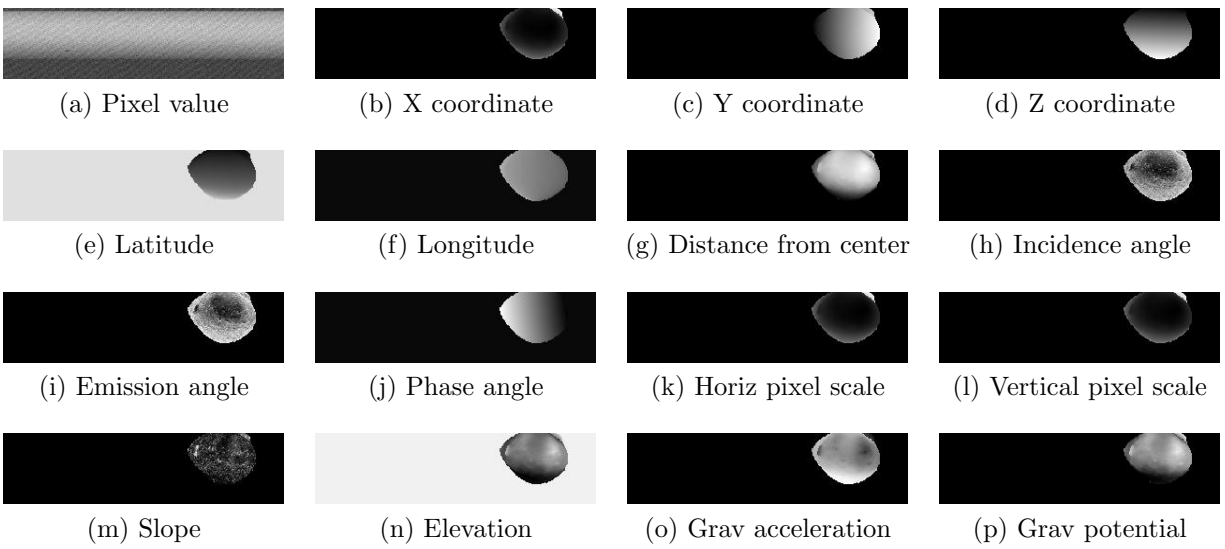 (a) Pixel value
(b) X coordinate
(c) Y coordinate
(d) Z coordinate
(e) Latitude
(f) Longitude
(g) Distance from center
(h) Incidence angle
(i) Emission angle
(j) Phase angle
(k) Horiz pixel scale
(l) Vertical pixel scale
(m) Slope
(n) Elevation
(o) Grav acceleration
(p) Grav potential